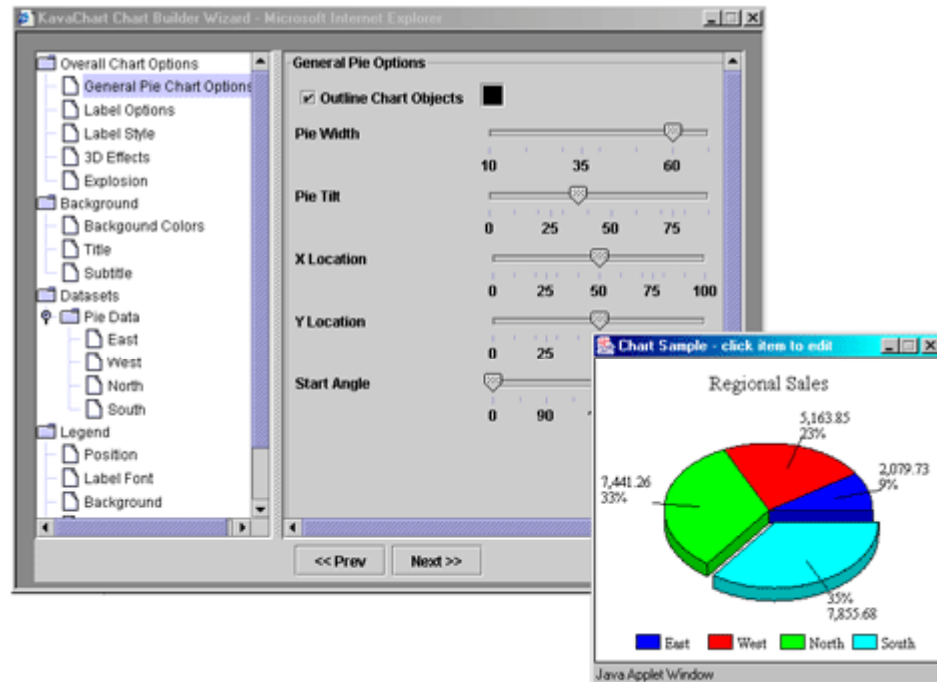 KavaChart Chart Builder Wizard - Microsoft Internet Explorer
Overall Chart Options
General Pie Chart Options
Label Options
Label Style
3D Effects
Explosion
Background
Backgound Colors
Title
Subtitle
Datasets
Pie Data
East
West
North
South
Legend
Position
Label Font
Background
General Pie Options
Outline Chart Objects
Pie Width
10 35 60
Pie Tilt
0 25 50 75
X Location
0 25 50 75 100
Y Location
0 25
Start Angle
0 90
<< Prev Next >>
Chart Sample - click item to edit
Regional Sales
5,163.85
23%
2,079.73
9%
7,441.26
33%
35%
7,855.68
East West North South
Java Applet Window